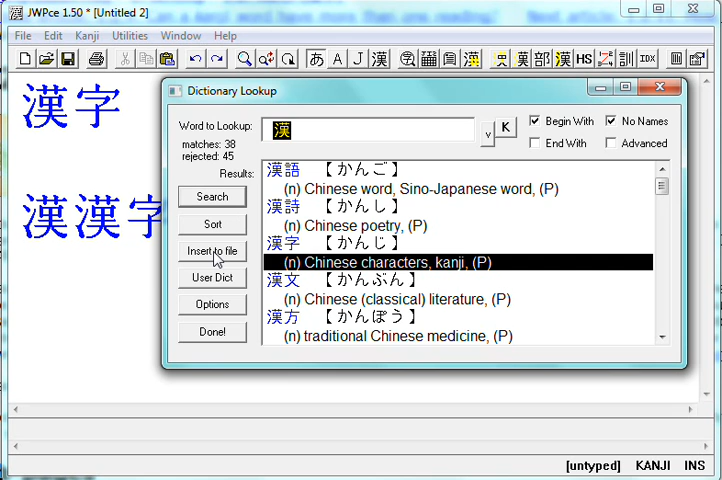 JWPce 1.50 * [Untitled 2]
File Edit Kanji Utilities Window Help
あ A J 漢 漢 部 漢 HS 訓 IDX
漢字
漢漢字
Dictionary Lookup
Word to Lookup: 漢 v K
Begin With No Names
End With Advanced
matches: 38
rejected: 45
Results:
Search
Sort
Insert to file
User Dict
Options
Done!
漢語 【かんご】
(n) Chinese word, Sino-Japanese word, (P)
漢詩 【かんし】
(n) Chinese poetry, (P)
漢字 【かんじ】
(n) Chinese characters, kanji, (P)
漢文 【かんぶん】
(n) Chinese (classical) literature, (P)
漢方 【かんぽう】
(n) traditional Chinese medicine, (P)
[untyped] KANJI INS